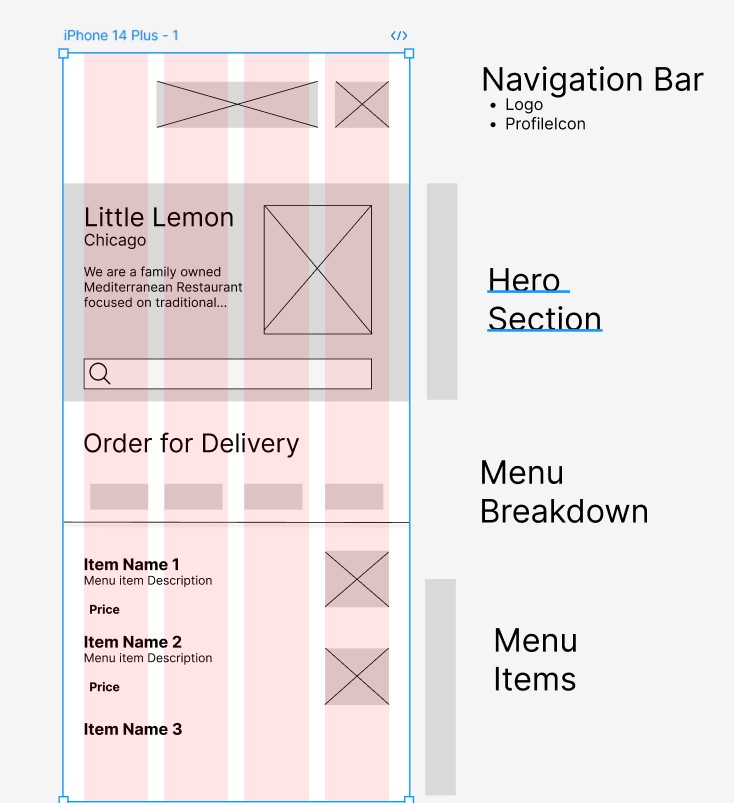 iPhone 14 Plus - 1
Navigation Bar
• Logo
• ProfileIcon
Little Lemon
Chicago
We are a family owned
Mediterranean Restaurant
focused on traditional...
Hero
Section
Order for Delivery
Menu
Breakdown
Item Name 1
Menu item Description
Price
Item Name 2
Menu item Description
Price
Item Name 3
Menu
Items